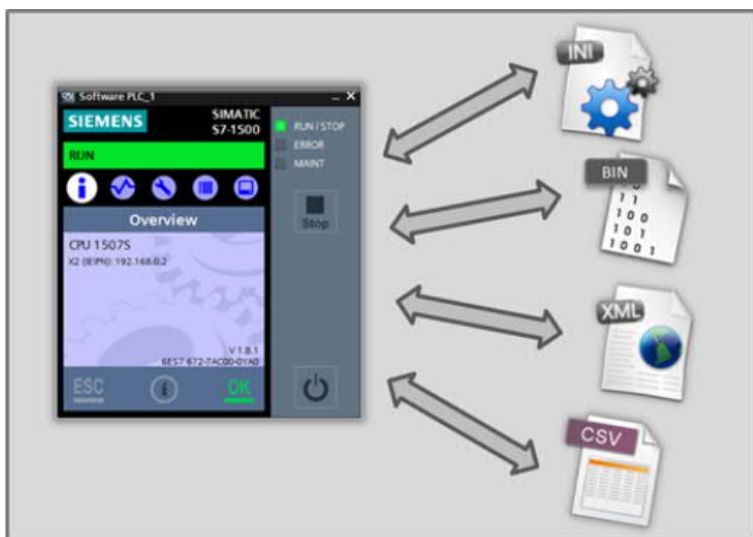 Software PLC_1
SIEMENS
SIMATIC
S7-1500
RUN
RUN / STOP
ERROR
MAINT
Stop
Overview
CPU 1507S
X2 (IE/PN): 192.168.0.2
V 1.8.1
6ES7 672-7AC00-0YA0
ESC
OK
INI
BIN
1 1
1 0 0
1 0 1
1 0 0 1
XML
CSV